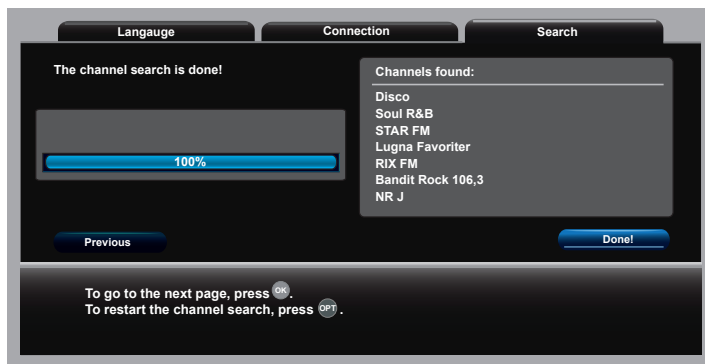 Langauge
Connection
Search
The channel search is done!
100%
Channels found:
Disco
Soul R&B
STAR FM
Lugna Favoriter
RIX FM
Bandit Rock 106,3
NR J
Previous
Done!
To go to the next page, press OK.
To restart the channel search, press OPT .